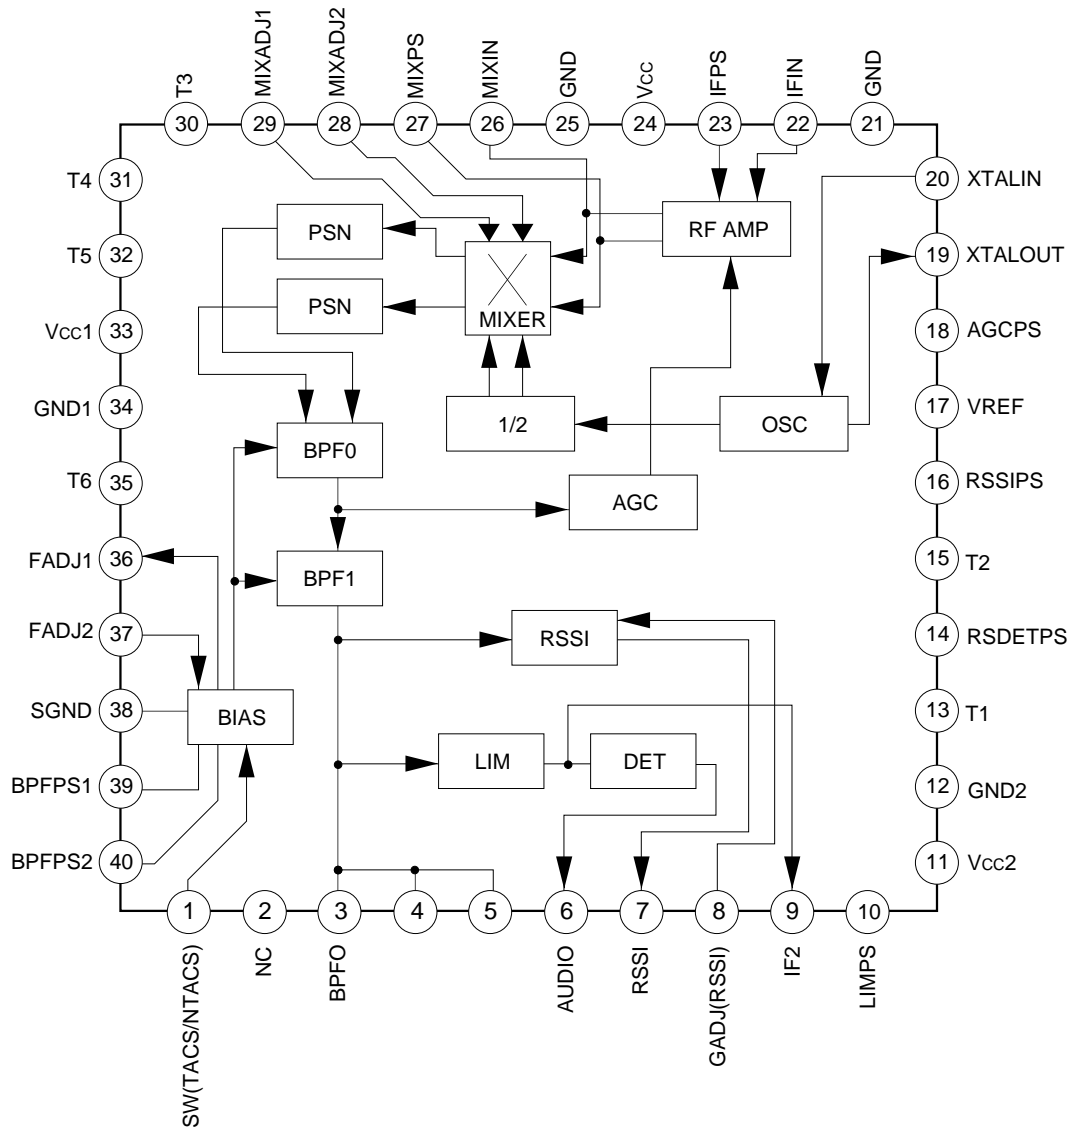 T3
MIXADJ1
MIXADJ2
MIXPS
MIXIN
GND
Vcc
IFPS
IFIN
GND
30
29
28
27
26
25
24
23
22
21
T4
31
20
XTALIN
PSN
RF AMP
T5
32
19
XTALOUT
PSN
MIXER
Vcc1
33
18
AGCPS
GND1
34
17
VREF
1/2
OSC
BPF0
T6
35
16
RSSIPS
AGC
FADJ1
36
15
T2
BPF1
FADJ2
37
14
RSDETPS
RSSI
SGND
38
13
T1
BIAS
LIM
DET
BPFPS1
39
12
GND2
BPFPS2
40
11
Vcc2
1
2
3
4
5
6
7
8
9
10
SW(TACS/NTACS)
NC
BPFO
AUDIO
RSSI
GADJ(RSSI)
IF2
LIMPS